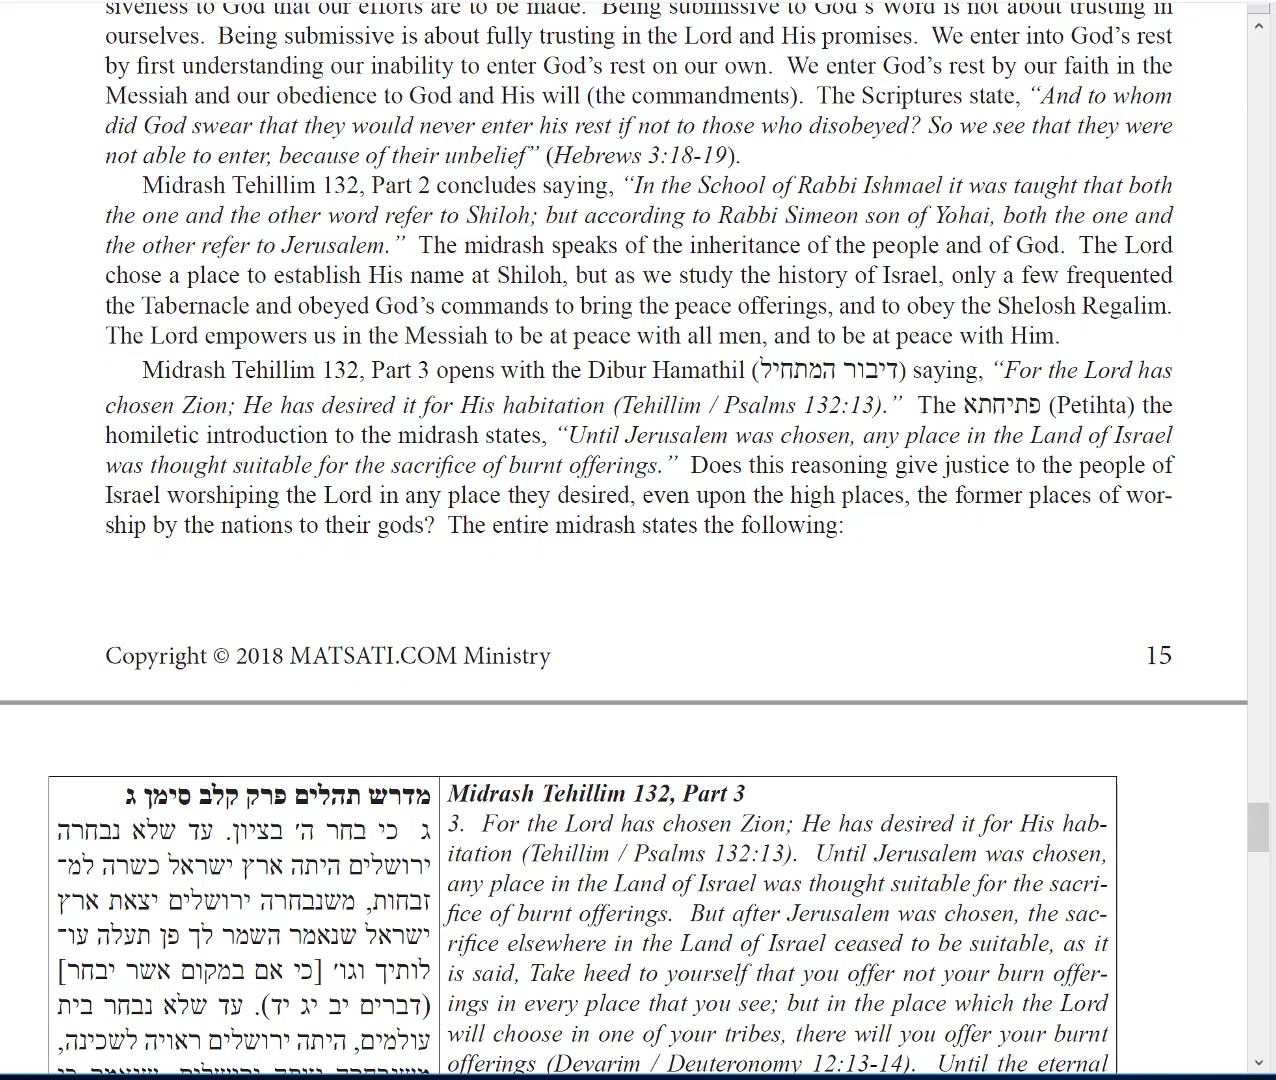 siveness to God that our efforts are to be made.  Being submissive to God's Word is not about trusting in
ourselves.  Being submissive is about fully trusting in the Lord and His promises.  We enter into God’s rest
by first understanding our inability to enter God’s rest on our own.  We enter God’s rest by our faith in the
Messiah and our obedience to God and His will (the commandments).  The Scriptures state, “And to whom
did God swear that they would never enter his rest if not to those who disobeyed? So we see that they were
not able to enter, because of their unbelief” (Hebrews 3:18-19).
Midrash Tehillim 132, Part 2 concludes saying, “In the School of Rabbi Ishmael it was taught that both
the one and the other word refer to Shiloh; but according to Rabbi Simeon son of Yohai, both the one and
the other refer to Jerusalem.”  The midrash speaks of the inheritance of the people and of God.  The Lord
chose a place to establish His name at Shiloh, but as we study the history of Israel, only a few frequented
the Tabernacle and obeyed God’s commands to bring the peace offerings, and to obey the Shelosh Regalim.
The Lord empowers us in the Messiah to be at peace with all men, and to be at peace with Him.
Midrash Tehillim 132, Part 3 opens with the Dibur Hamathil (דיבור המתחיל) saying, “For the Lord has
chosen Zion; He has desired it for His habitation (Tehillim / Psalms 132:13).”  The פתיחתא (Petihta) the
homiletic introduction to the midrash states, “Until Jerusalem was chosen, any place in the Land of Israel
was thought suitable for the sacrifice of burnt offerings.”  Does this reasoning give justice to the people of
Israel worshiping the Lord in any place they desired, even upon the high places, the former places of wor-
ship by the nations to their gods?  The entire midrash states the following:
Copyright © 2018 MATSATI.COM Ministry
15
מדרש תהלים פרק קלב סימן ג
ג  כי בחר ה׳ בציון. עד שלא נבחרה
ירושלים היתה ארץ ישראל כשרה למ־
זבחות, משנבחרה ירושלים יצאת ארץ
ישראל שנאמר השמר לך פן תעלה עו־
לותיך וגו׳ [כי אם במקום אשר יבחר]
(דברים יב יג יד). עד שלא נבחר בית
עולמים, היתה ירושלים ראויה לשכינה,
Midrash Tehillim 132, Part 3
3.  For the Lord has chosen Zion; He has desired it for His hab-
itation (Tehillim / Psalms 132:13).  Until Jerusalem was chosen,
any place in the Land of Israel was thought suitable for the sacri-
fice of burnt offerings.  But after Jerusalem was chosen, the sac-
rifice elsewhere in the Land of Israel ceased to be suitable, as it
is said, Take heed to yourself that you offer not your burn offer-
ings in every place that you see; but in the place which the Lord
will choose in one of your tribes, there will you offer your burnt
offerings (Devarim / Deuteronomy 12:13-14).  Until the eternal